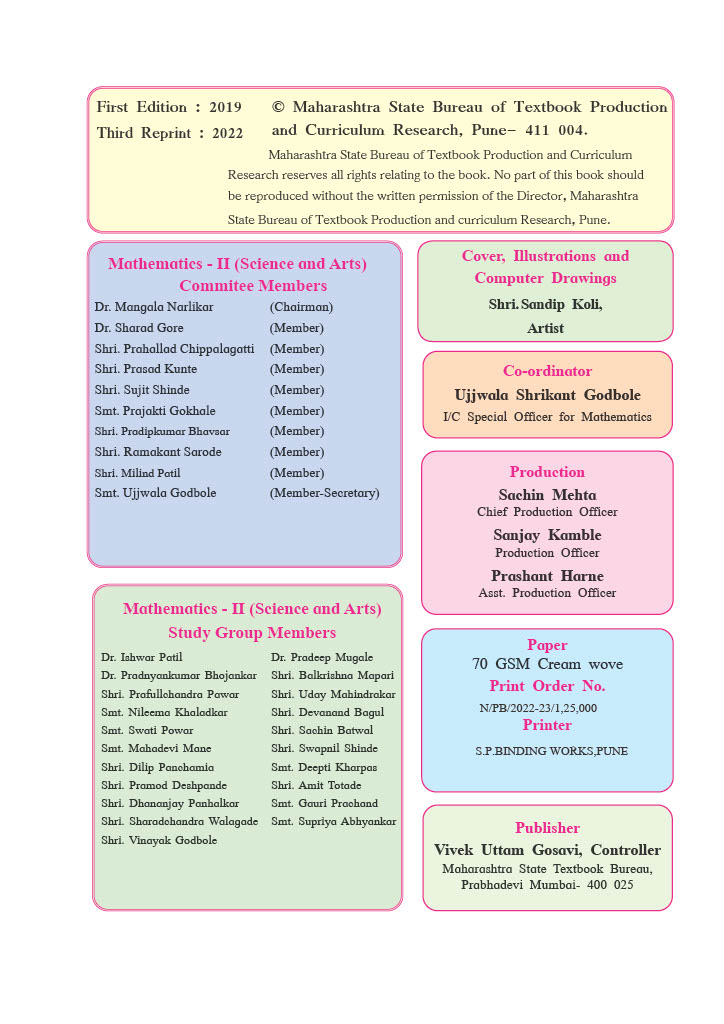 First Edition : 2019
Third Reprint : 2022
© Maharashtra State Bureau of Textbook Production
and Curriculum Research, Pune– 411 004.
Maharashtra State Bureau of Textbook Production and Curriculum
Research reserves all rights relating to the book. No part of this book should
be reproduced without the written permission of the Director, Maharashtra
State Bureau of Textbook Production and curriculum Research, Pune.
Mathematics - II (Science and Arts)
Commitee Members
Dr. Mangala Narlikar (Chairman)
Dr. Sharad Gore (Member)
Shri. Prahallad Chippalagatti (Member)
Shri. Prasad Kunte (Member)
Shri. Sujit Shinde (Member)
Smt. Prajakti Gokhale (Member)
Shri. Pradipkumar Bhavsar (Member)
Shri. Ramakant Sarode (Member)
Shri. Milind Patil (Member)
Smt. Ujjwala Godbole (Member-Secretary)
Mathematics - II (Science and Arts)
Study Group Members
Dr. Ishwar Patil Dr. Pradeep Mugale
Dr. Pradnyankumar Bhojankar Shri. Balkrishna Mapari
Shri. Prafullchandra Pawar Shri. Uday Mahindrakar
Smt. Nileema Khaladkar Shri. Devanand Bagul
Smt. Swati Powar Shri. Sachin Batwal
Smt. Mahadevi Mane Shri. Swapnil Shinde
Shri. Dilip Panchamia Smt. Deepti Kharpas
Shri. Pramod Deshpande Shri. Amit Totade
Shri. Dhananjay Panhalkar Smt. Gauri Prachand
Shri. Sharadchandra Walagade Smt. Supriya Abhyankar
Shri. Vinayak Godbole
Cover, Illustrations and
Computer Drawings
Shri. Sandip Koli,
Artist
Co-ordinator
Ujjwala Shrikant Godbole
I/C Special Officer for Mathematics
Production
Sachin Mehta
Chief Production Officer
Sanjay Kamble
Production Officer
Prashant Harne
Asst. Production Officer
Paper
70 GSM Cream wove
Print Order No.
N/PB/2022-23/1,25,000
Printer
S.P.BINDING WORKS,PUNE
Publisher
Vivek Uttam Gosavi, Controller
Maharashtra State Textbook Bureau,
Prabhadevi Mumbai- 400 025